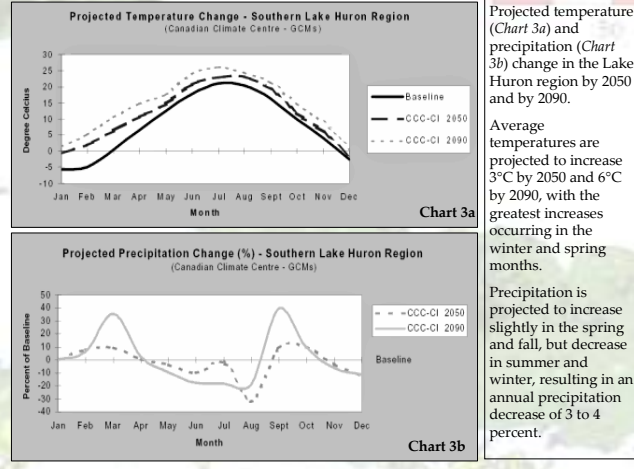 Projected Temperature Change - Southern Lake Huron Region
(Canadian Climate Centre - GCMs)
Degree Celcius
30
25
20
15
10
5
0
-5
-10
Jan Feb Mar Apr May Jun Jul Aug Sept Oct Nov Dec
Month
Baseline
CCC-CI 2050
CCC-CI 2090
Chart 3a
Projected Precipitation Change (%) - Southern Lake Huron Region
(Canadian Climate Centre - GCMs)
Percent of Baseline
50
40
30
20
10
0
-10
-20
-30
-40
Jan Feb Mar Apr May Jun Jul Aug Sept Oct Nov Dec
Month
CCC-CI 2050
CCC-CI 2090
Baseline
Chart 3b
Projected temperature
(Chart 3a) and
precipitation (Chart
3b) change in the Lake
Huron region by 2050
and by 2090.
Average
temperatures are
projected to increase
3°C by 2050 and 6°C
by 2090, with the
greatest increases
occurring in the
winter and spring
months.
Precipitation is
projected to increase
slightly in the spring
and fall, but decrease
in summer and
winter, resulting in an
annual precipitation
decrease of 3 to 4
percent.